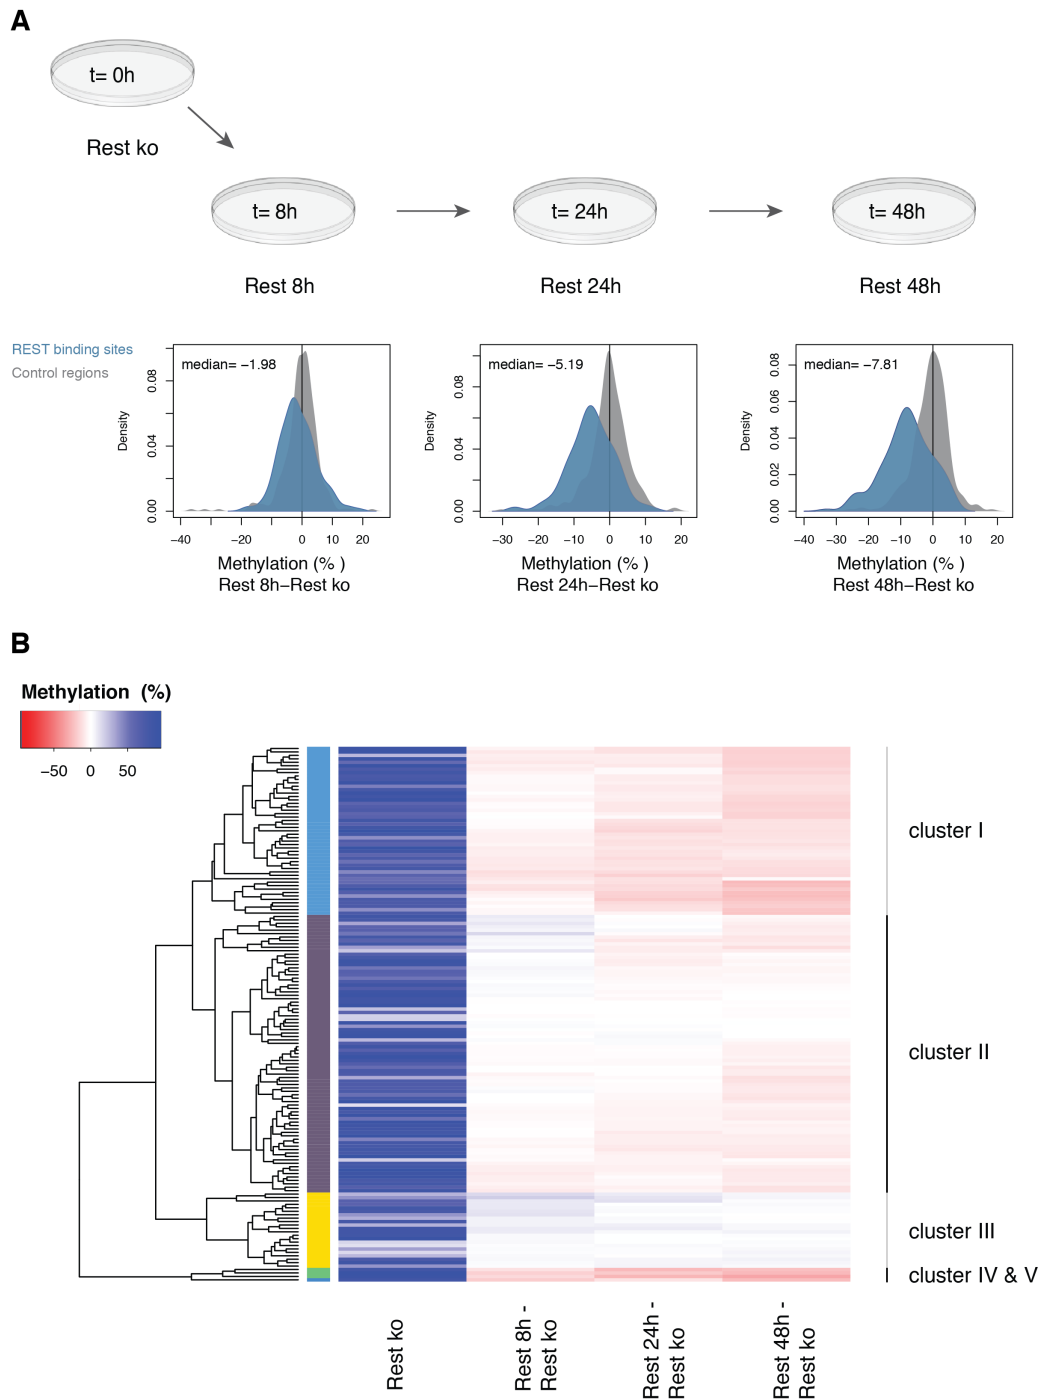 A
t= 0h
Rest ko
t= 8h
t= 24h
t= 48h
Rest 8h
Rest 24h
Rest 48h
REST binding sites
Control regions
median= −1.98
Density
0.00
0.04
0.08
−40
−20
0
10
20
Methylation (% )
Rest 8h−Rest ko
median= −5.19
Density
0.00
0.04
0.08
−30
−20
−10
0
10
20
Methylation (% )
Rest 24h−Rest ko
median= −7.81
Density
0.00
0.02
0.04
0.06
0.08
−40
−30
−20
−10
0
10
20
Methylation (% )
Rest 48h−Rest ko
B
Methylation (%)
−50
0
50
cluster I
cluster II
cluster III
cluster IV & V
Rest ko
Rest 8h -
Rest ko
Rest 24h -
Rest ko
Rest 48h -
Rest ko